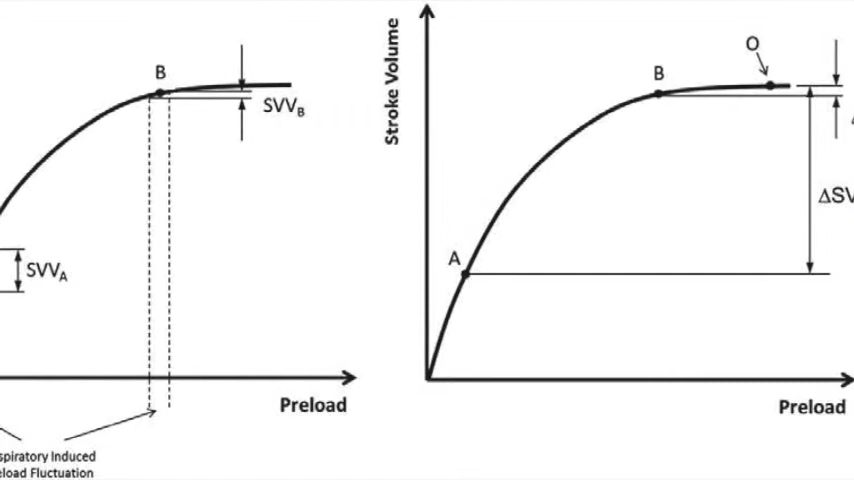 B
SVVB
SVVA
Preload
spiratory Induced
eload Fluctuation
Stroke Volume
O
B
A
ΔSV
Preload